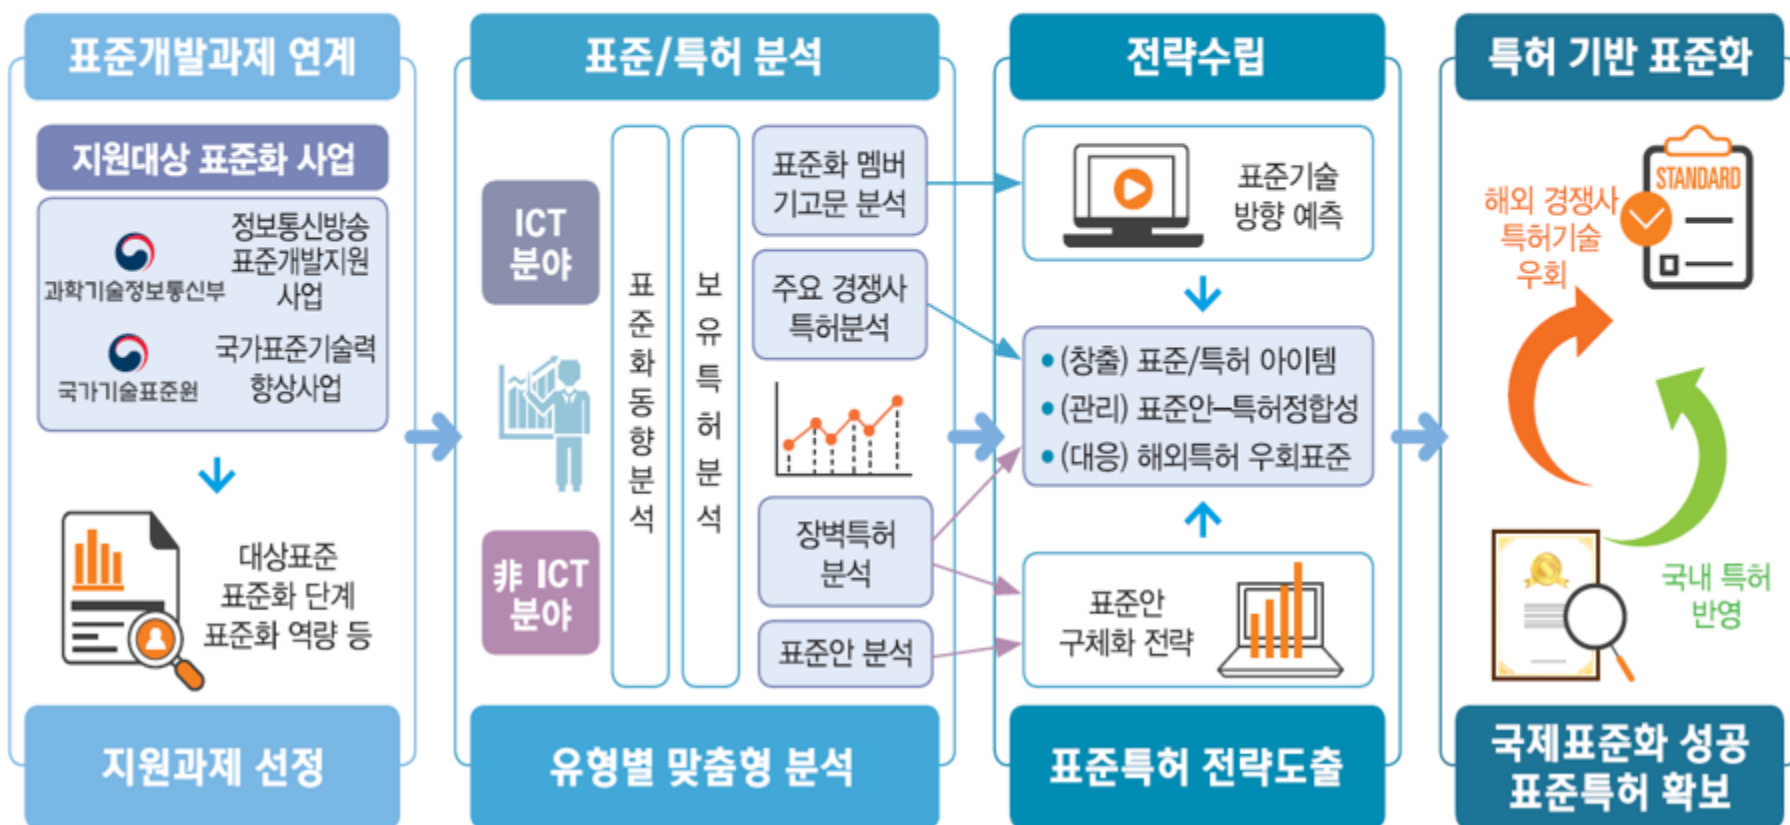 표준개발과제 연계
지원대상 표준화 사업
과학기술정보통신부
정보통신방송
표준개발지원
사업
국가기술표준원
국가표준기술력
향상사업
대상표준
표준화 단계
표준화 역량 등
지원과제 선정
표준/특허 분석
ICT
분야
非 ICT
분야
표준화동향분석
보유특허분석
표준화 멤버
기고문 분석
주요 경쟁사
특허분석
장벽특허
분석
표준안 분석
유형별 맞춤형 분석
전략수립
표준기술
방향 예측
• (창출) 표준/특허 아이템
• (관리) 표준안–특허정합성
• (대응) 해외특허 우회표준
표준안
구체화 전략
표준특허 전략도출
특허 기반 표준화
STANDARD
해외 경쟁사
특허기술
우회
국내 특허
반영
국제표준화 성공
표준특허 확보